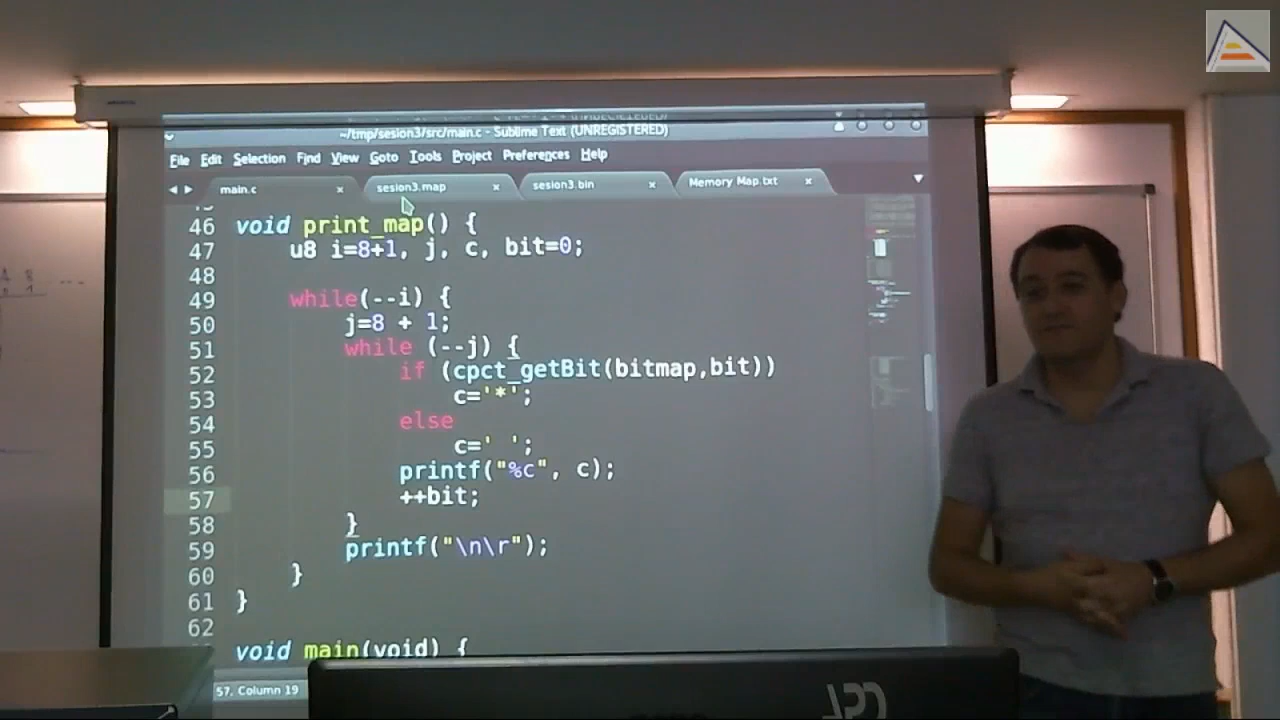 ~/tmp/sesion3/src/main.c - Sublime Text (UNREGISTERED)
File Edit Selection Find View Goto Tools Project Preferences Help
main.c × sesion3.map × sesion3.bin × Memory Map.txt ×
46 void print_map() {
47 u8 i=8+1, j, c, bit=0;
48
49 while(--i) {
50 j=8 + 1;
51 while (--j) {
52 if (cpct_getBit(bitmap,bit))
53 c='*';
54 else
55 c=' ';
56 printf("%c", c);
57 ++bit;
58 }
59 printf("\n\r");
60 }
61 }
62
void main(void) {
57, Column 19